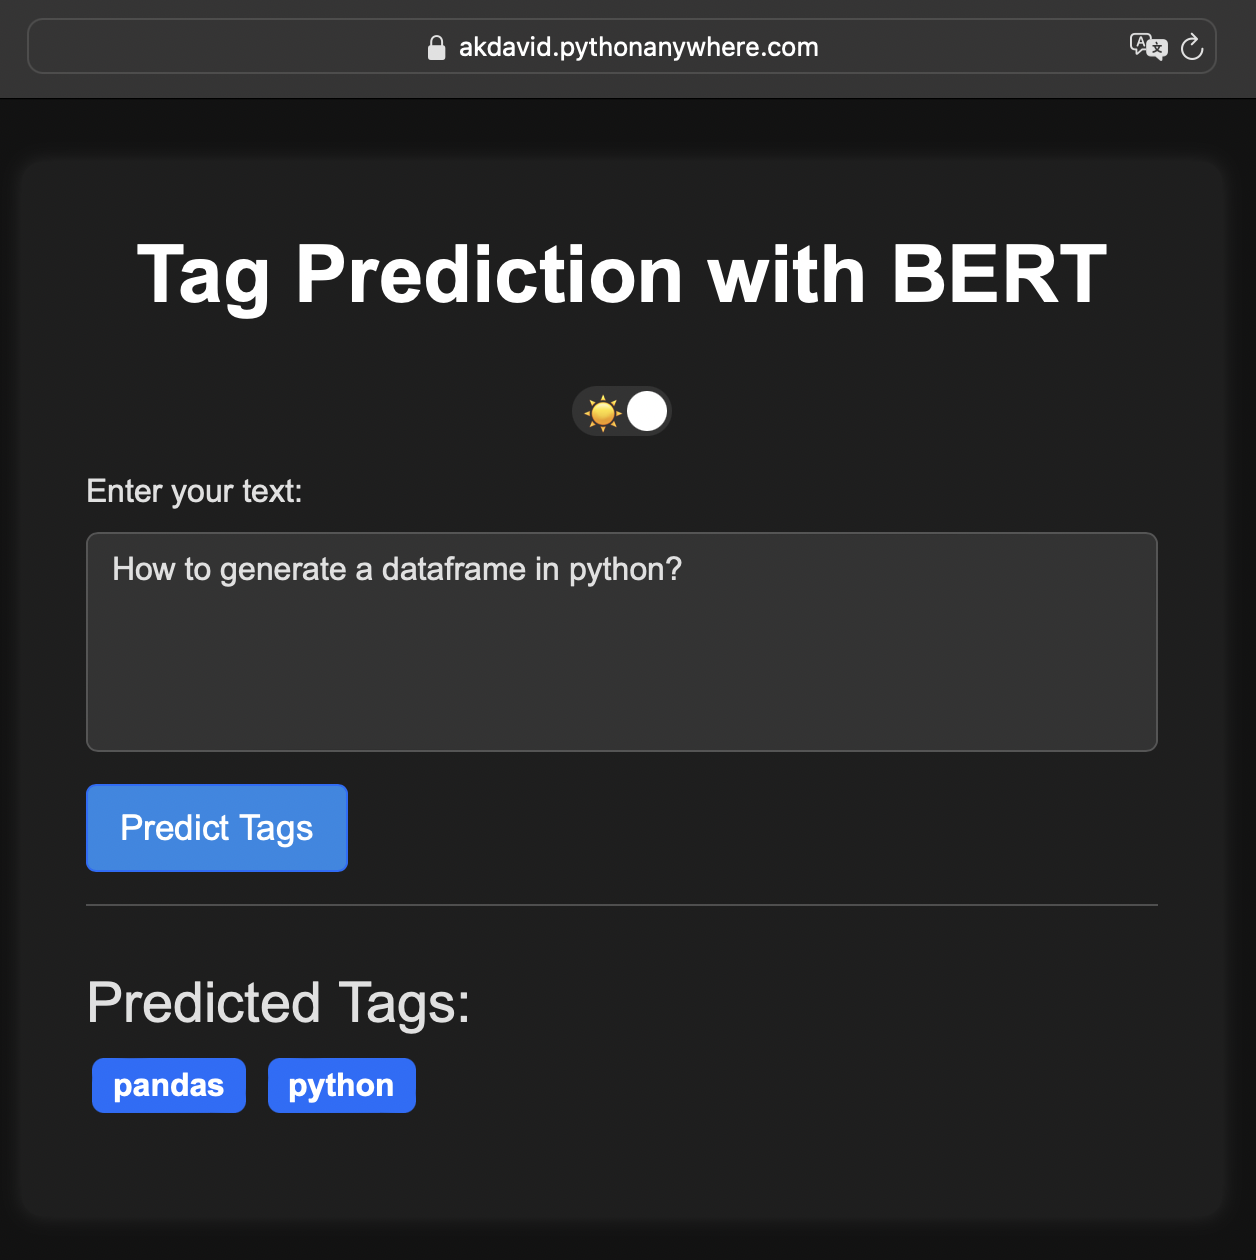 akdavid.pythonanywhere.com
Tag Prediction with BERT
Enter your text:
How to generate a dataframe in python?
Predict Tags
Predicted Tags:
pandas python